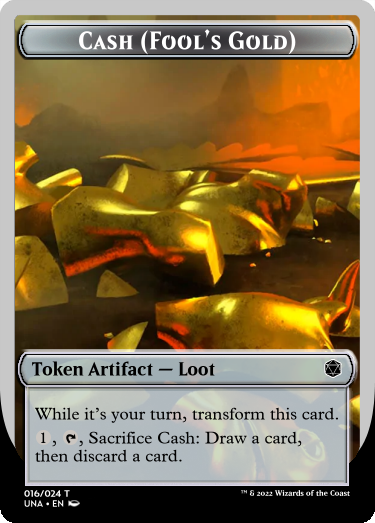 Cash (Fool's Gold)
Token Artifact — Loot
While it's your turn, transform this card.
1 , , Sacrifice Cash: Draw a card,
then discard a card.
016/024 T
UNA • EN
™ & 2022 Wizards of the Coast